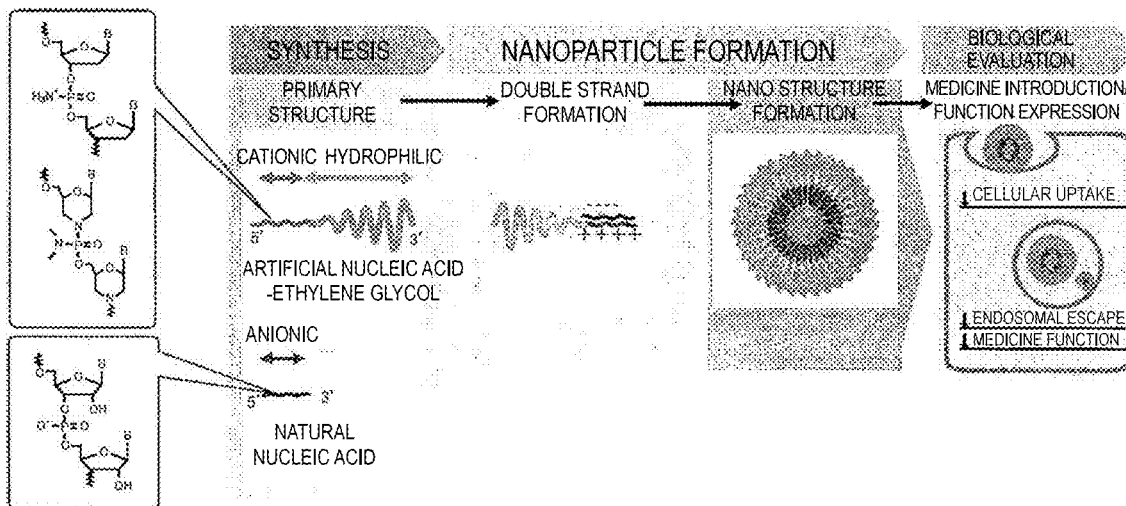 SYNTHESIS
NANOPARTICLE FORMATION
BIOLOGICAL
EVALUATION
PRIMARY
STRUCTURE
DOUBLE STRAND
FORMATION
NANO STRUCTURE
FORMATION
MEDICINE INTRODUCTION/
FUNCTION EXPRESSION
CATIONIC HYDROPHILIC
5' 3'
ARTIFICIAL NUCLEIC ACID
-ETHYLENE GLYCOL
ANIONIC
5' 3'
NATURAL
NUCLEIC ACID
CELLULAR UPTAKE
ENDOSOMAL ESCAPE
MEDICINE FUNCTION